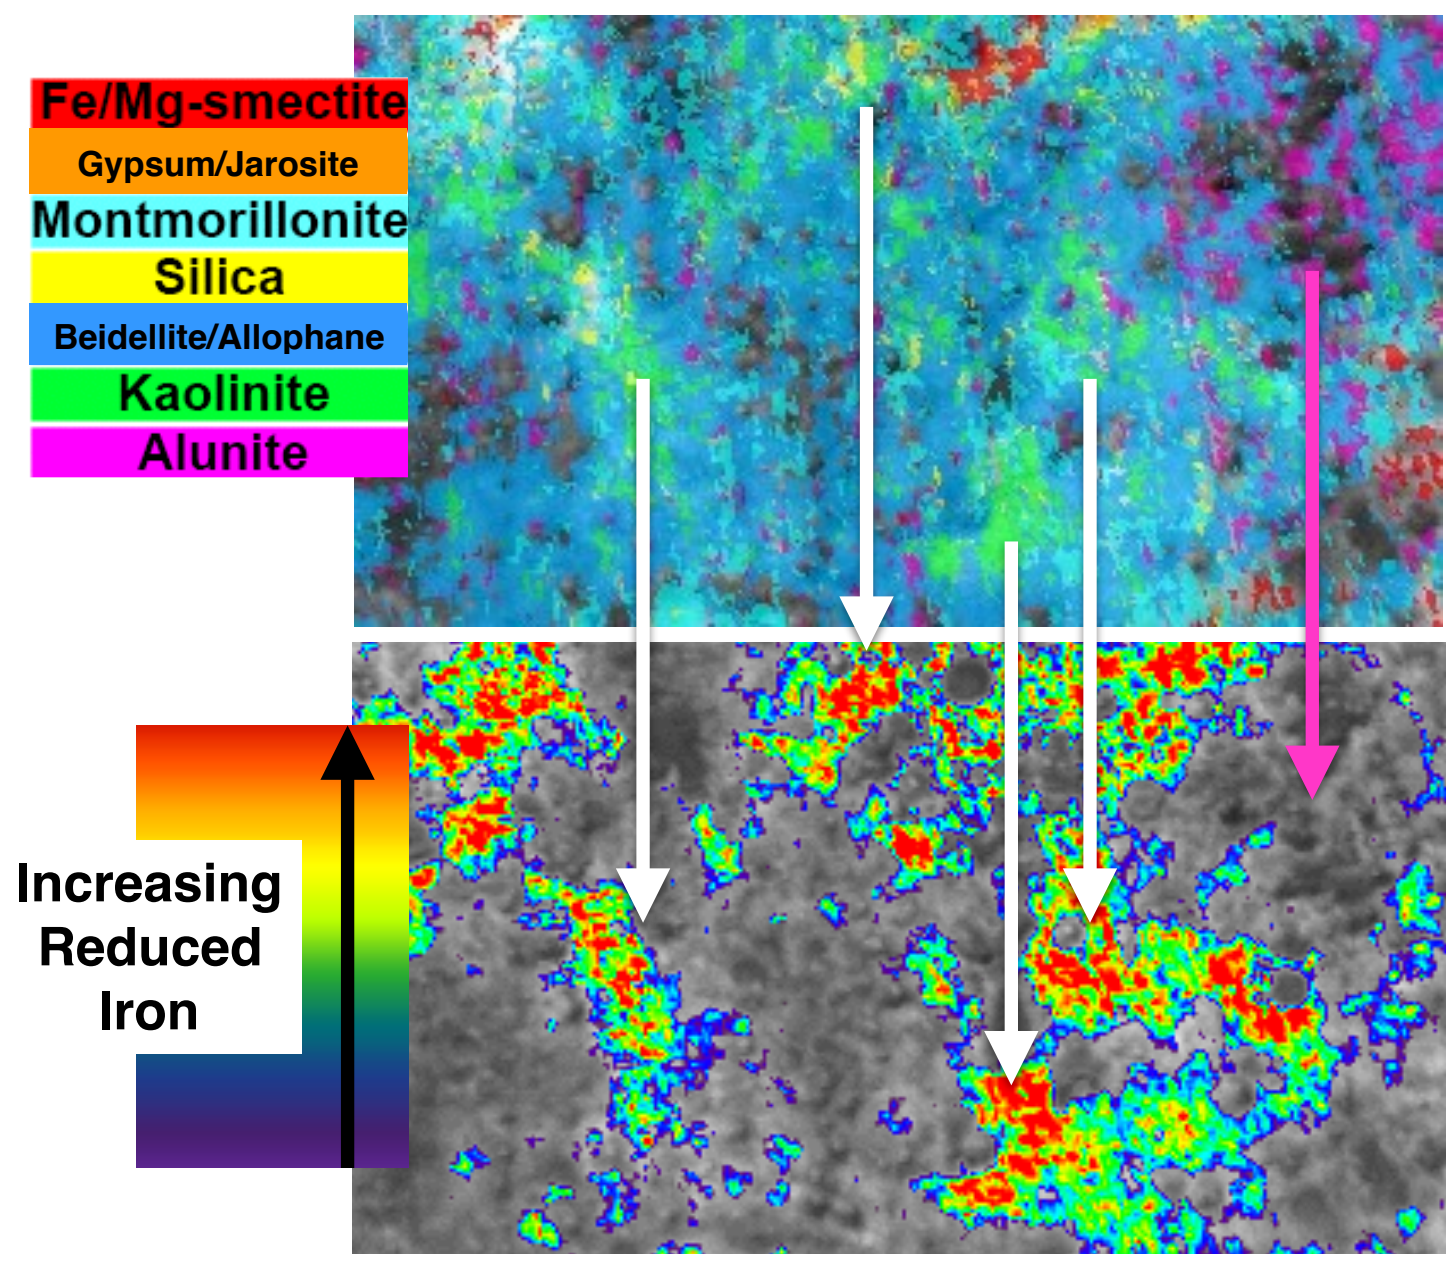 Fe/Mg-smectite
Gypsum/Jarosite
Montmorillonite
Silica
Beidellite/Allophane
Kaolinite
Alunite
Increasing
Reduced
Iron